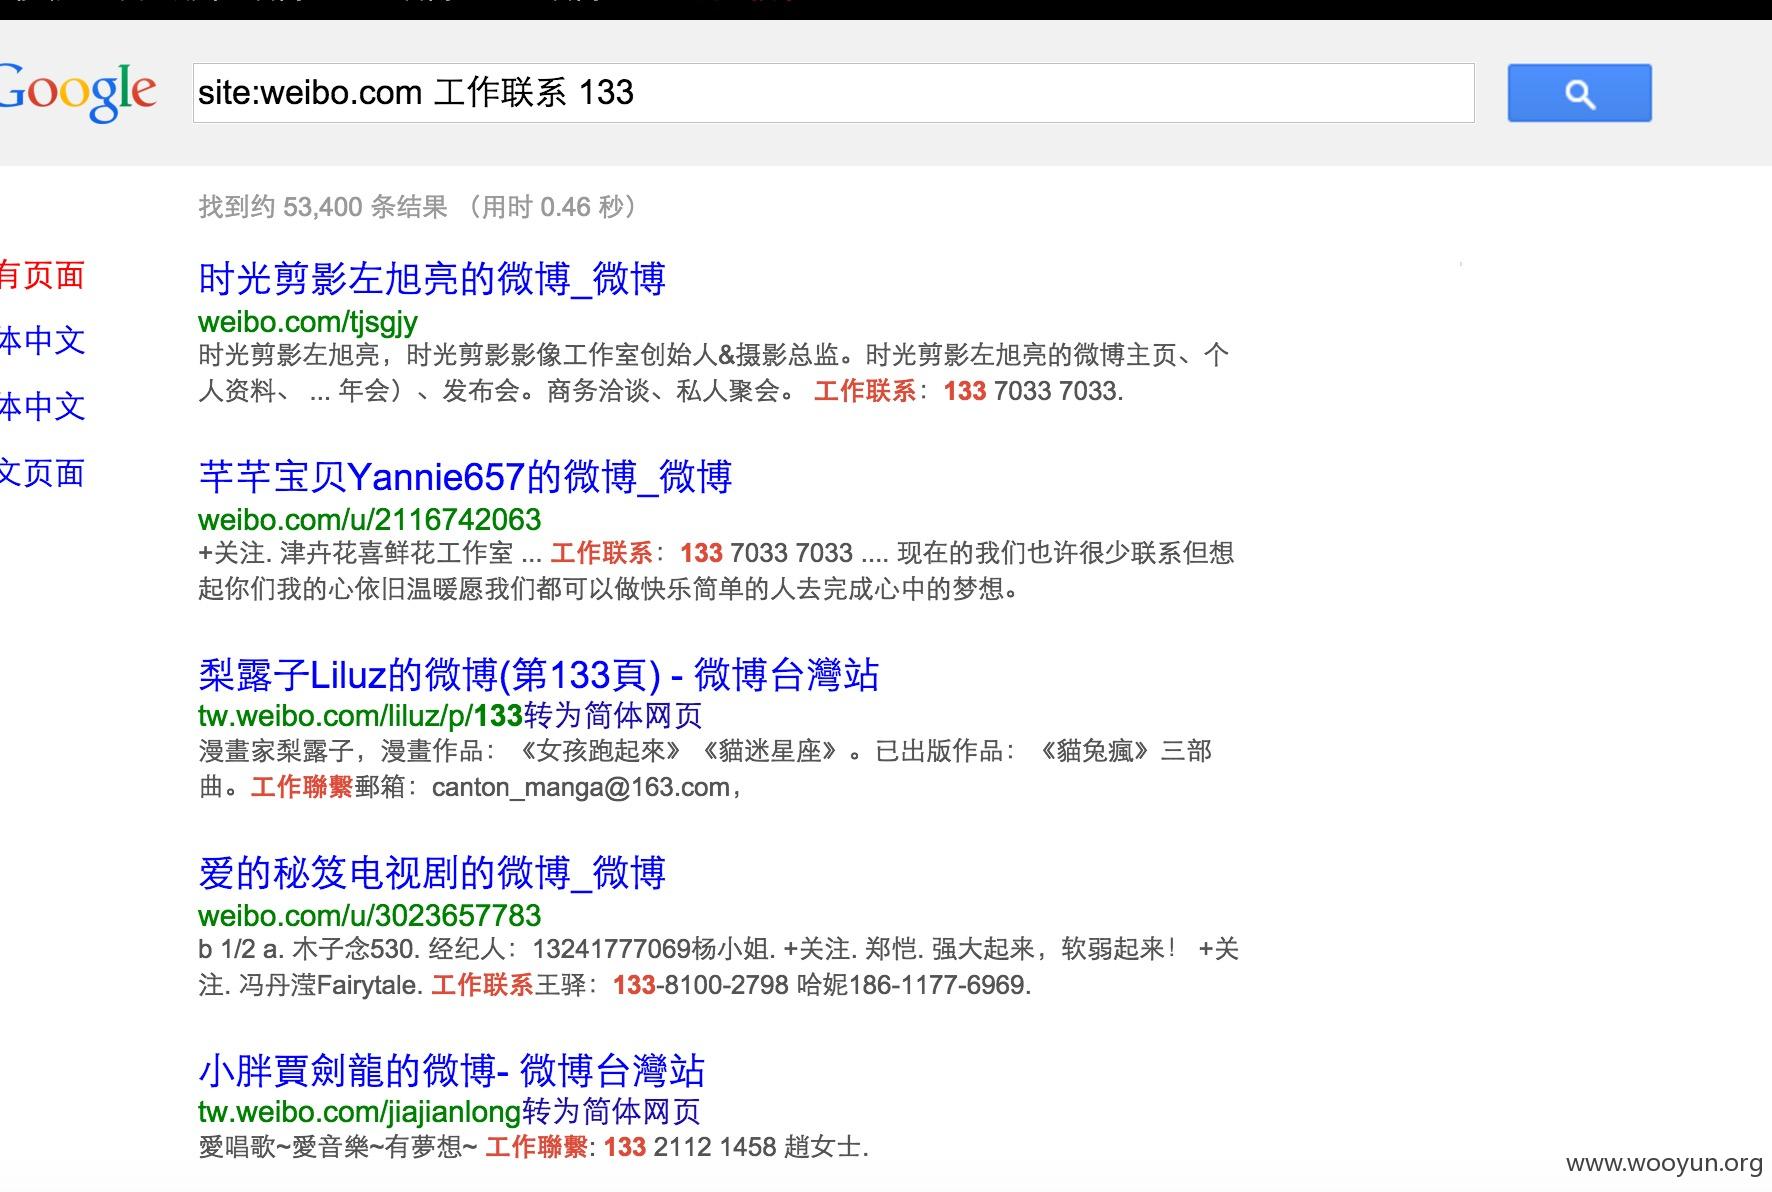 Google
site:weibo.com 工作联系 133
找到约 53,400 条结果 （用时 0.46 秒）
有页面
体中文
体中文
文页面
时光剪影左旭亮的微博_微博
weibo.com/tjsgjy
时光剪影左旭亮，时光剪影影像工作室创始人&摄影总监。时光剪影左旭亮的微博主页、个
人资料、 ... 年会）、发布会。商务洽谈、私人聚会。 工作联系：133 7033 7033.
芊芊宝贝Yannie657的微博_微博
weibo.com/u/2116742063
+关注. 津卉花喜鲜花工作室 ... 工作联系：133 7033 7033 .... 现在的我们也许很少联系但想
起你们我的心依旧温暖愿我们都可以做快乐简单的人去完成心中的梦想。
梨露子Liluz的微博(第133頁) - 微博台灣站
tw.weibo.com/liluz/p/133转为简体网页
漫畫家梨露子，漫畫作品：《女孩跑起來》《貓迷星座》。已出版作品：《貓兔瘋》三部
曲。工作聯繫郵箱：canton_manga@163.com，
爱的秘笈电视剧的微博_微博
weibo.com/u/3023657783
b 1/2 a. 木子念530. 经纪人：13241777069杨小姐. +关注. 郑恺. 强大起来，软弱起来！ +关
注. 冯丹滢Fairytale. 工作联系王驿：133-8100-2798 哈妮186-1177-6969.
小胖賈劍龍的微博- 微博台灣站
tw.weibo.com/jiajianlong转为简体网页
愛唱歌~愛音樂~有夢想~ 工作聯繫: 133 2112 1458 趙女士.
www.wooyun.org